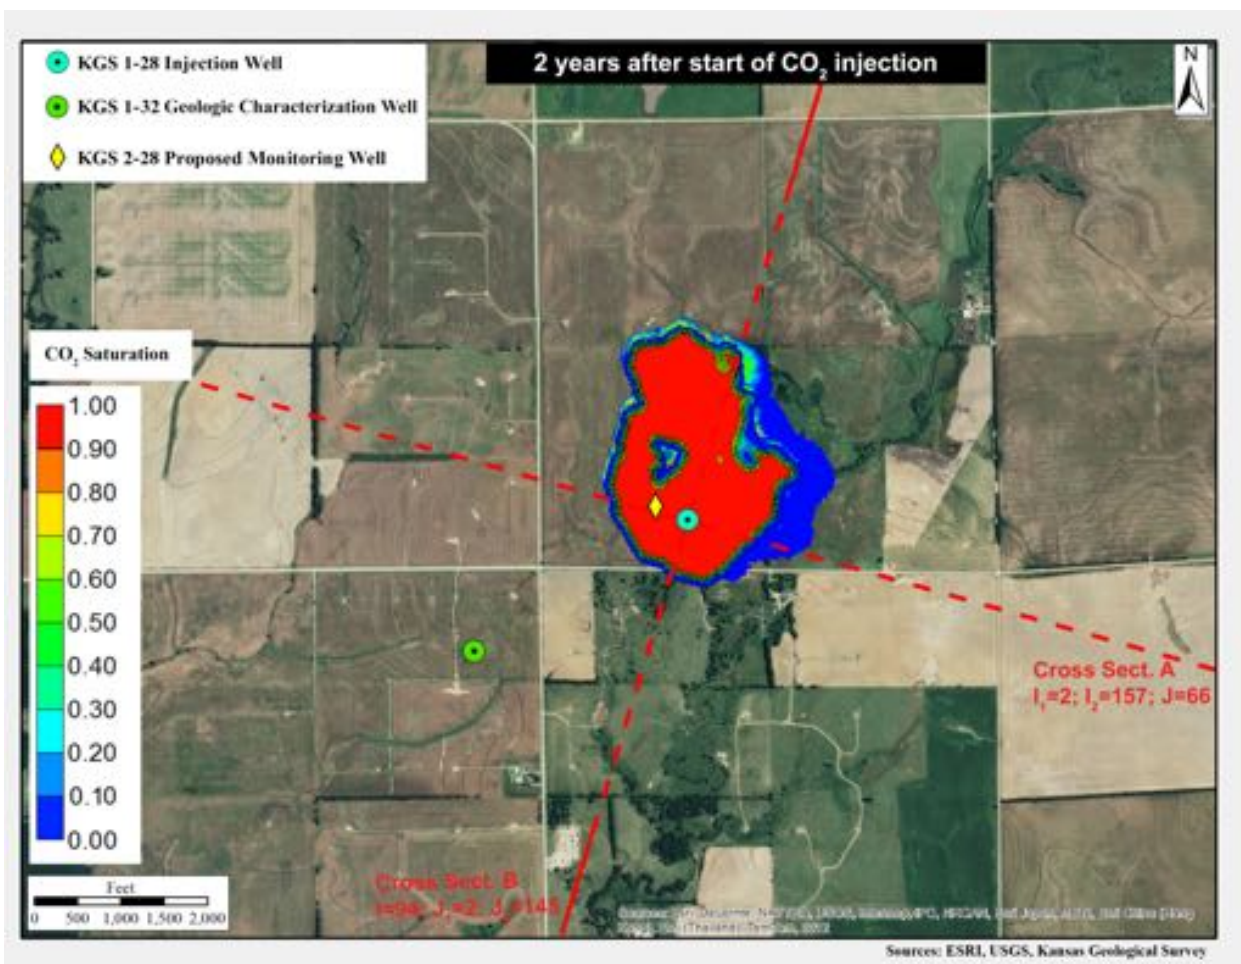 KGS 1-28 Injection Well
KGS 1-32 Geologic Characterization Well
KGS 2-28 Proposed Monitoring Well
2 years after start of CO₂ injection
N
CO₂ Saturation
1.00
0.90
0.80
0.70
0.60
0.50
0.40
0.30
0.20
0.10
0.00
Cross Sect. A
I₁=2; I₂=157; J=66
Cross Sect. B
Feet
0 500 1,000 1,500 2,000
Sources: ESRI, USGS, Kansas Geological Survey